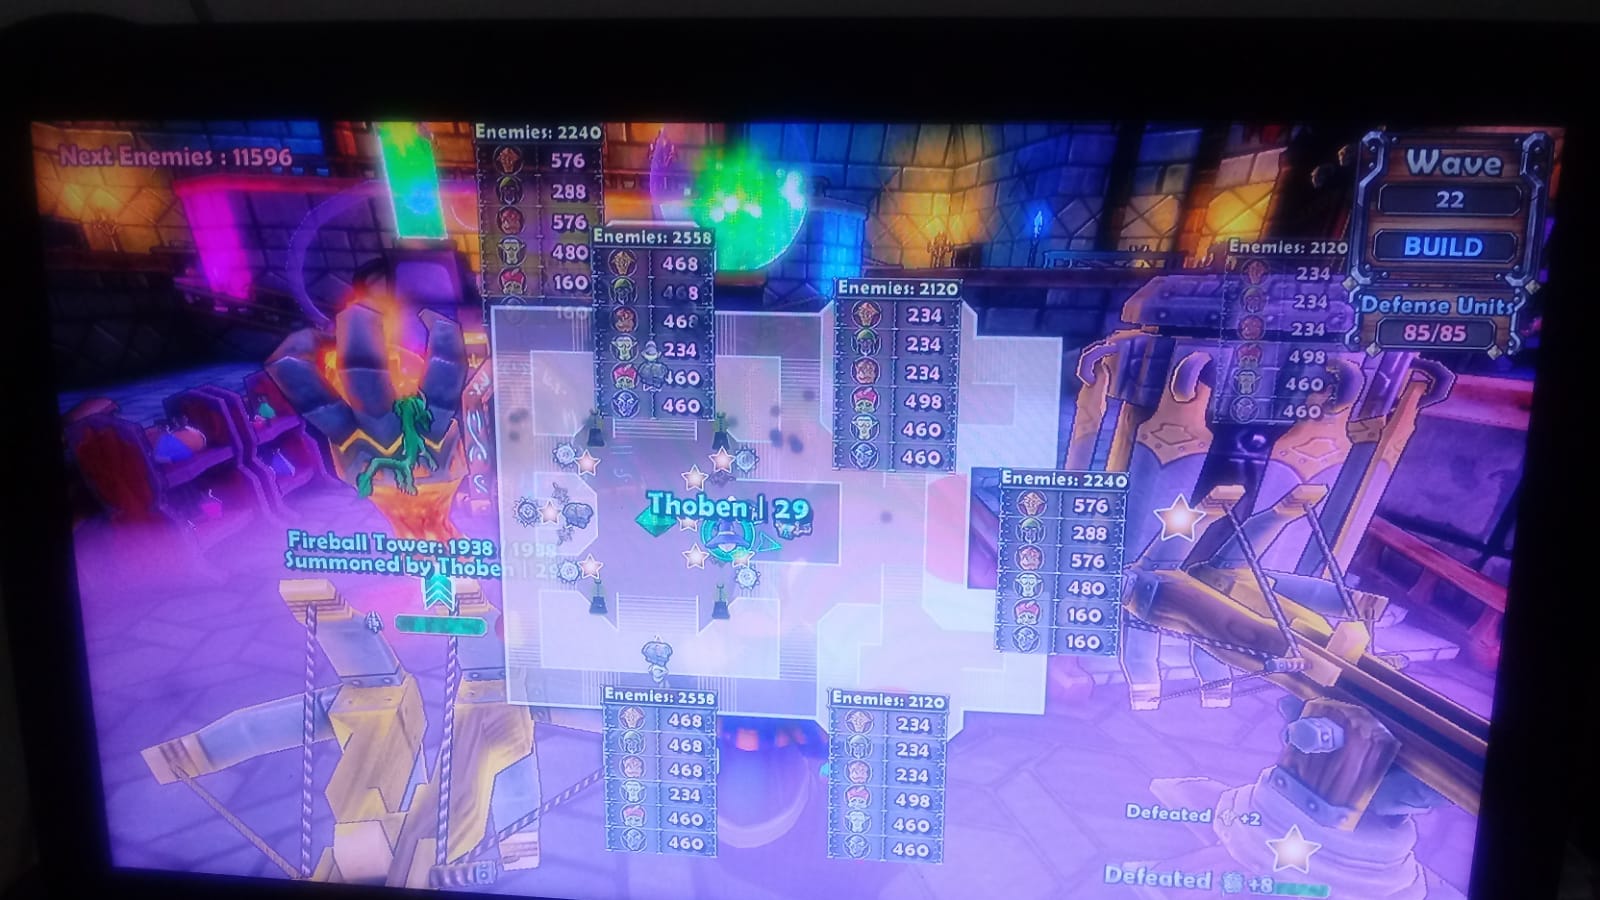 Next Enemies : 11596
Enemies: 2240
576
288
576
480
160
160
Enemies: 2558
468
468
468
234
460
460
Enemies: 2120
234
234
234
498
460
460
Enemies: 2120
234
234
234
498
460
460
Wave
22
BUILD
Defense Units
85/85
Enemies: 2240
576
288
576
480
160
160
Thoben | 29
Fireball Tower: 1938 / 1938
Summoned by Thoben | 29
Enemies: 2558
468
468
468
234
460
460
Enemies: 2120
234
234
234
498
460
460
Defeated +2
Defeated +8